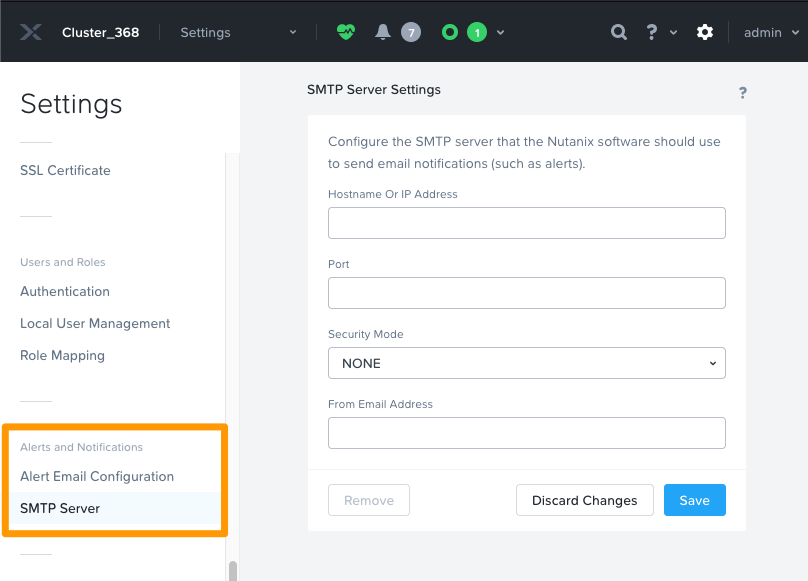 Cluster_368
Settings
7
1
?
admin
Settings
SSL Certificate
Users and Roles
Authentication
Local User Management
Role Mapping
Alerts and Notifications
Alert Email Configuration
SMTP Server
SMTP Server Settings
?
Configure the SMTP server that the Nutanix software should use
to send email notifications (such as alerts).
Hostname Or IP Address
Port
Security Mode
NONE
From Email Address
Remove
Discard Changes
Save